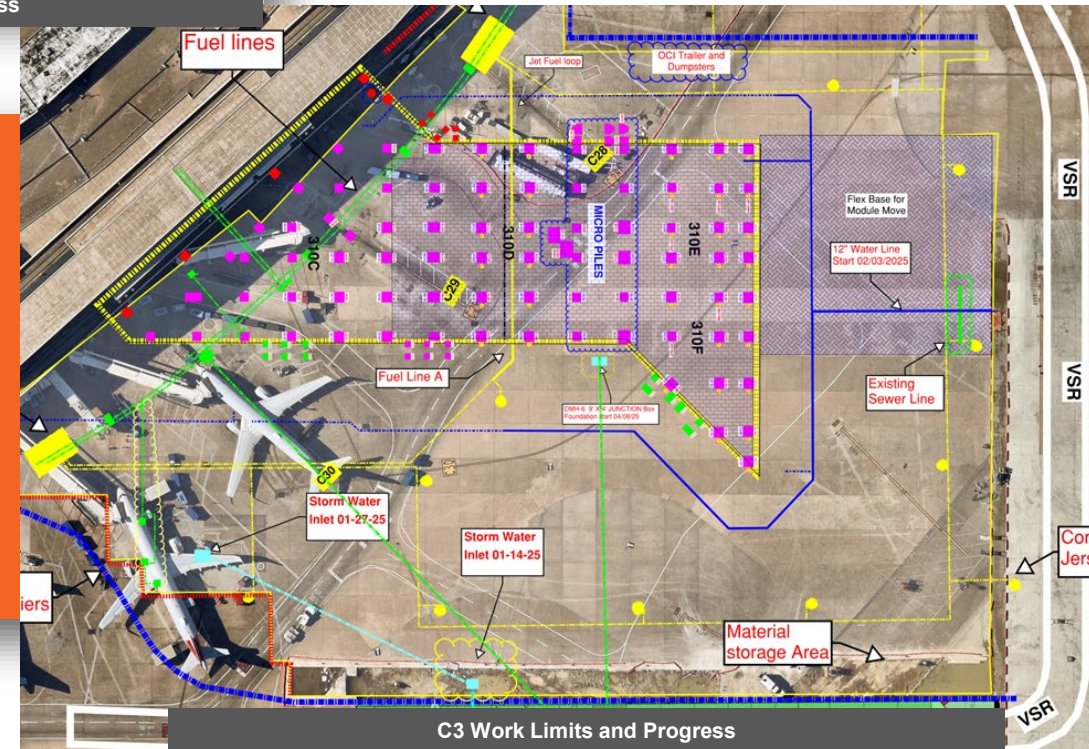 ss
Fuel lines
Jet Fuel loop
OCI Trailer and
Dumpsters
C28
VSR
MICRO PILES
310C
310D
310E
Flex Base for
Module Move
12" Water Line
Start 02/03/2025
C29
310F
Fuel Line A
VSR
Existing
Sewer Line
DMH-6 9' X 6' JUNCTION Box
Foundation Start 04/08/25
C30
Storm Water
Inlet 01-27-25
Storm Water
Inlet 01-14-25
Cor
Jers
iers
Material
storage Area
VSR
C3 Work Limits and Progress